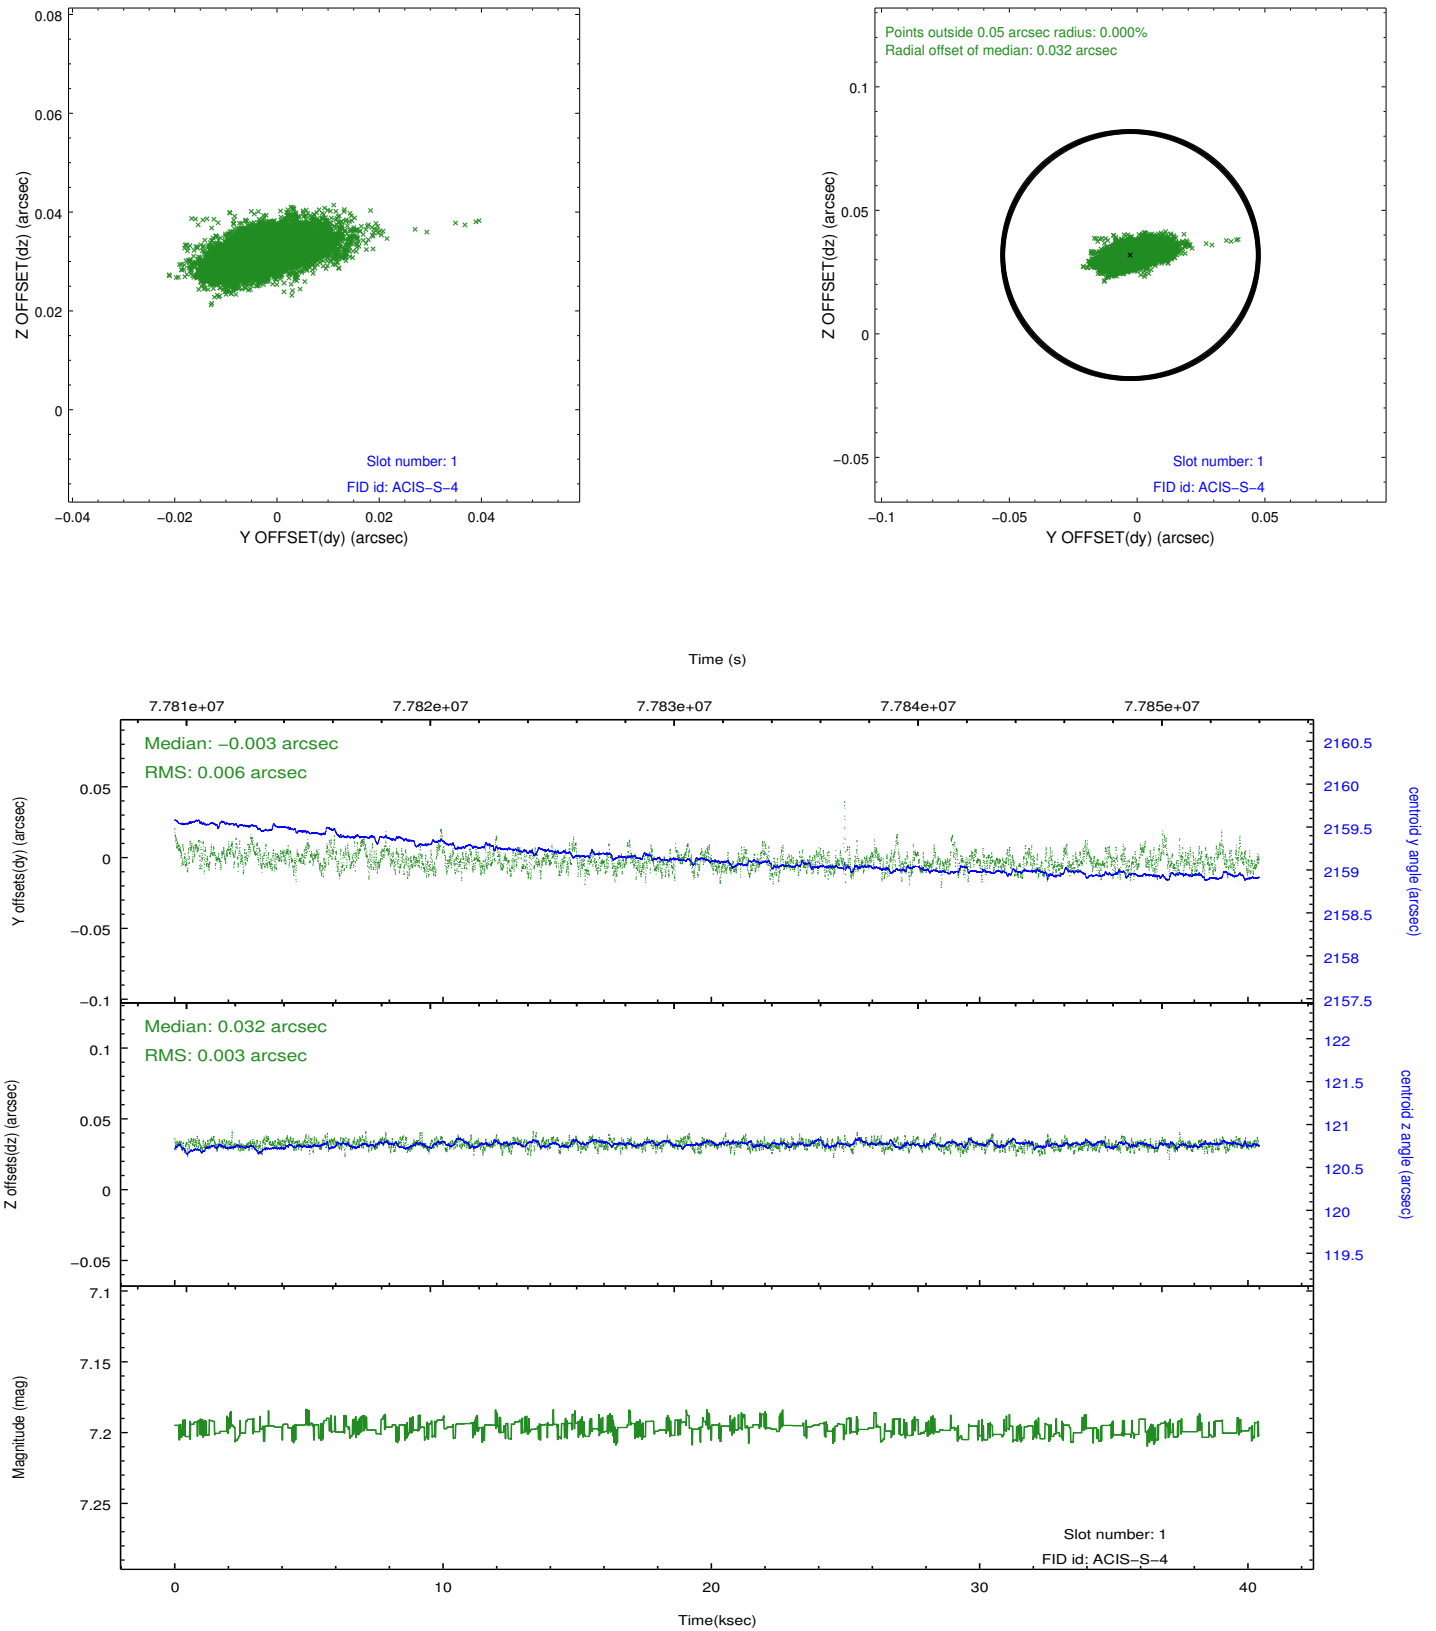 0.08
0.06
0.04
0.02
0
Z OFFSET(dz) (arcsec)
−0.04 −0.02 0 0.02 0.04
Y OFFSET(dy) (arcsec)
Slot number: 1
FID id: ACIS−S−4
Points outside 0.05 arcsec radius: 0.000%
Radial offset of median: 0.032 arcsec
0.1
0.05
0
−0.05
Z OFFSET(dz) (arcsec)
Slot number: 1
FID id: ACIS−S−4
−0.1 −0.05 0 0.05
Y OFFSET(dy) (arcsec)
Time (s)
7.781e+07 7.782e+07 7.783e+07 7.784e+07 7.785e+07
Median: −0.003 arcsec
RMS: 0.006 arcsec
0.05
0
−0.05
−0.1
Y offsets(dy) (arcsec)
2160.5
2160
2159.5
2159
2158.5
2158
2157.5
centroid y angle (arcsec)
Median: 0.032 arcsec
RMS: 0.003 arcsec
0.1
0.05
0
−0.05
Z offsets(dz) (arcsec)
122
121.5
121
120.5
120
119.5
centroid z angle (arcsec)
7.1
7.15
7.2
7.25
Magnitude (mag)
Slot number: 1
FID id: ACIS−S−4
0 10 20 30 40
Time(ksec)